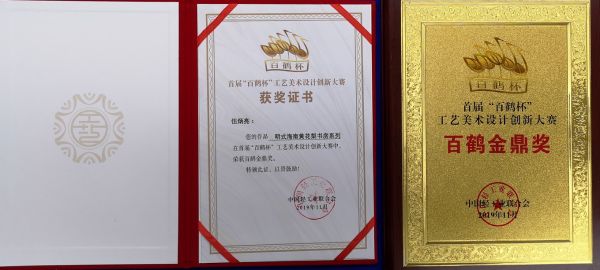 百鹤杯
首届“百鹤杯”工艺美术设计创新大赛
获奖证书
伍炳亮：
您的作品 明式海南黄花梨书房系列
在首届“百鹤杯”工艺美术设计创新大赛中，
荣获百鹤金鼎奖。
特颁此证，以资鼓励！
中国轻工业联合会
2019年11月
百鹤杯
首届“百鹤杯”
工艺美术设计创新大赛
百鹤金鼎奖
中国轻工业联合会
2019年11月